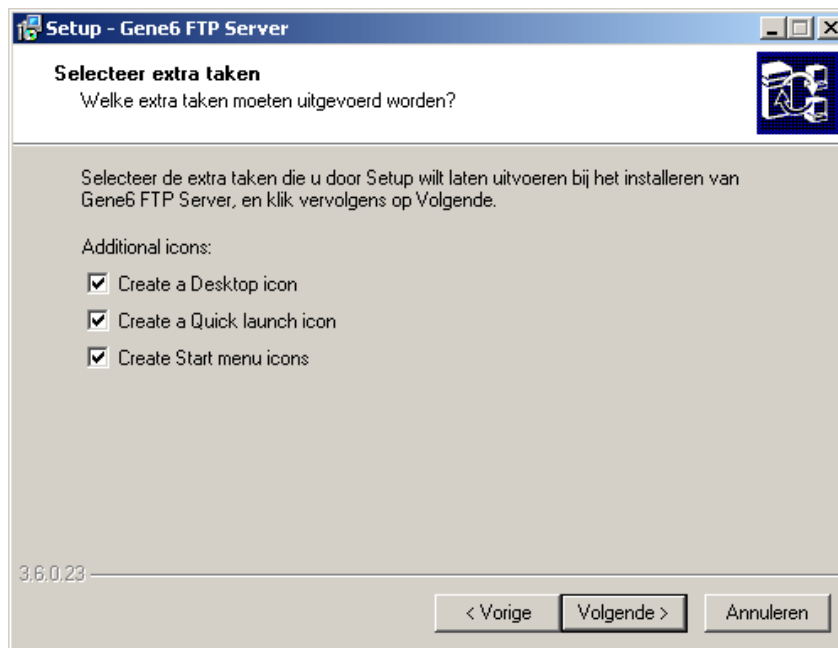 Setup - Gene6 FTP Server
Selecteer extra taken
Welke extra taken moeten uitgevoerd worden?
Selecteer de extra taken die u door Setup wilt laten uitvoeren bij het installeren van
Gene6 FTP Server, en klik vervolgens op Volgende.
Additional icons:
Create a Desktop icon
Create a Quick launch icon
Create Start menu icons
3.6.0.23
< Vorige
Volgende >
Annuleren